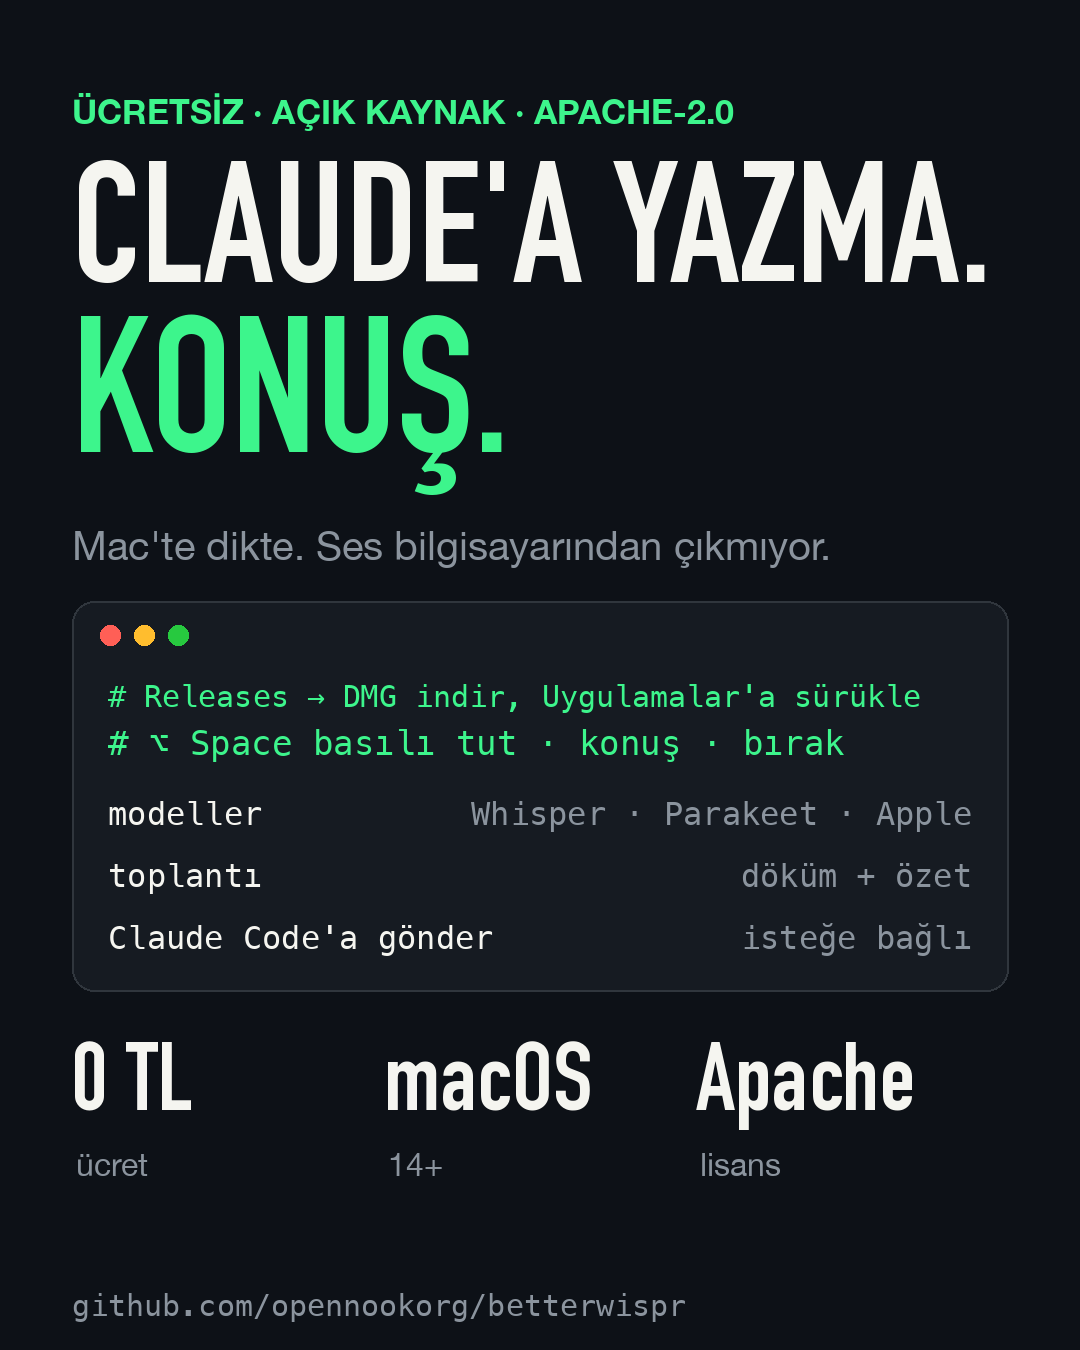 ÜCRETSİZ · AÇIK KAYNAK · APACHE-2.0
CLAUDE'A YAZMA.
KONUŞ.
Mac'te dikte. Ses bilgisayarından çıkmıyor.
# Releases → DMG indir, Uygulamalar'a sürükle
# ⌥ Space basılı tut · konuş · bırak
modeller Whisper · Parakeet · Apple
toplantı döküm + özet
Claude Code'a gönder isteğe bağlı
0 TL macOS Apache
ücret 14+ lisans
github.com/opennookorg/betterwispr